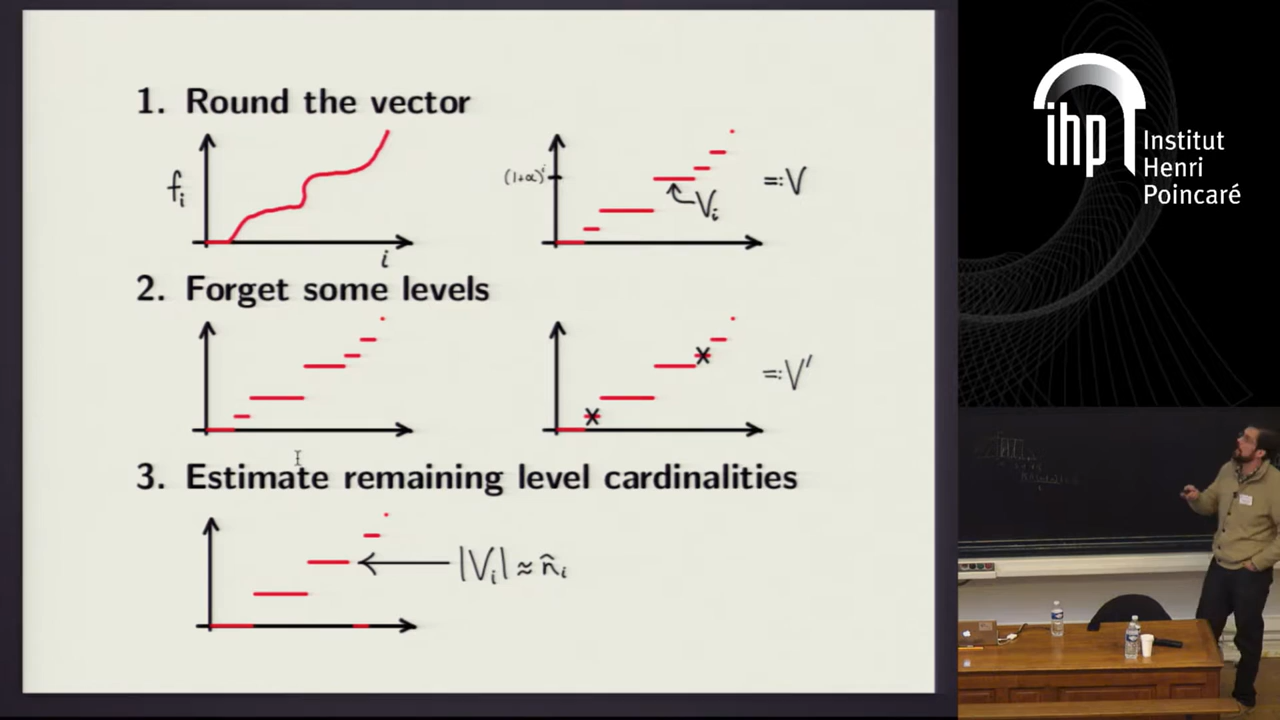 1. Round the vector
fᵢ
i
(1+α)ⁱ
Vᵢ
=:V
2. Forget some levels
=:V′
3. Estimate remaining level cardinalities
|Vᵢ| ≈ n̂ᵢ
ihp
Institut
Henri
Poincaré